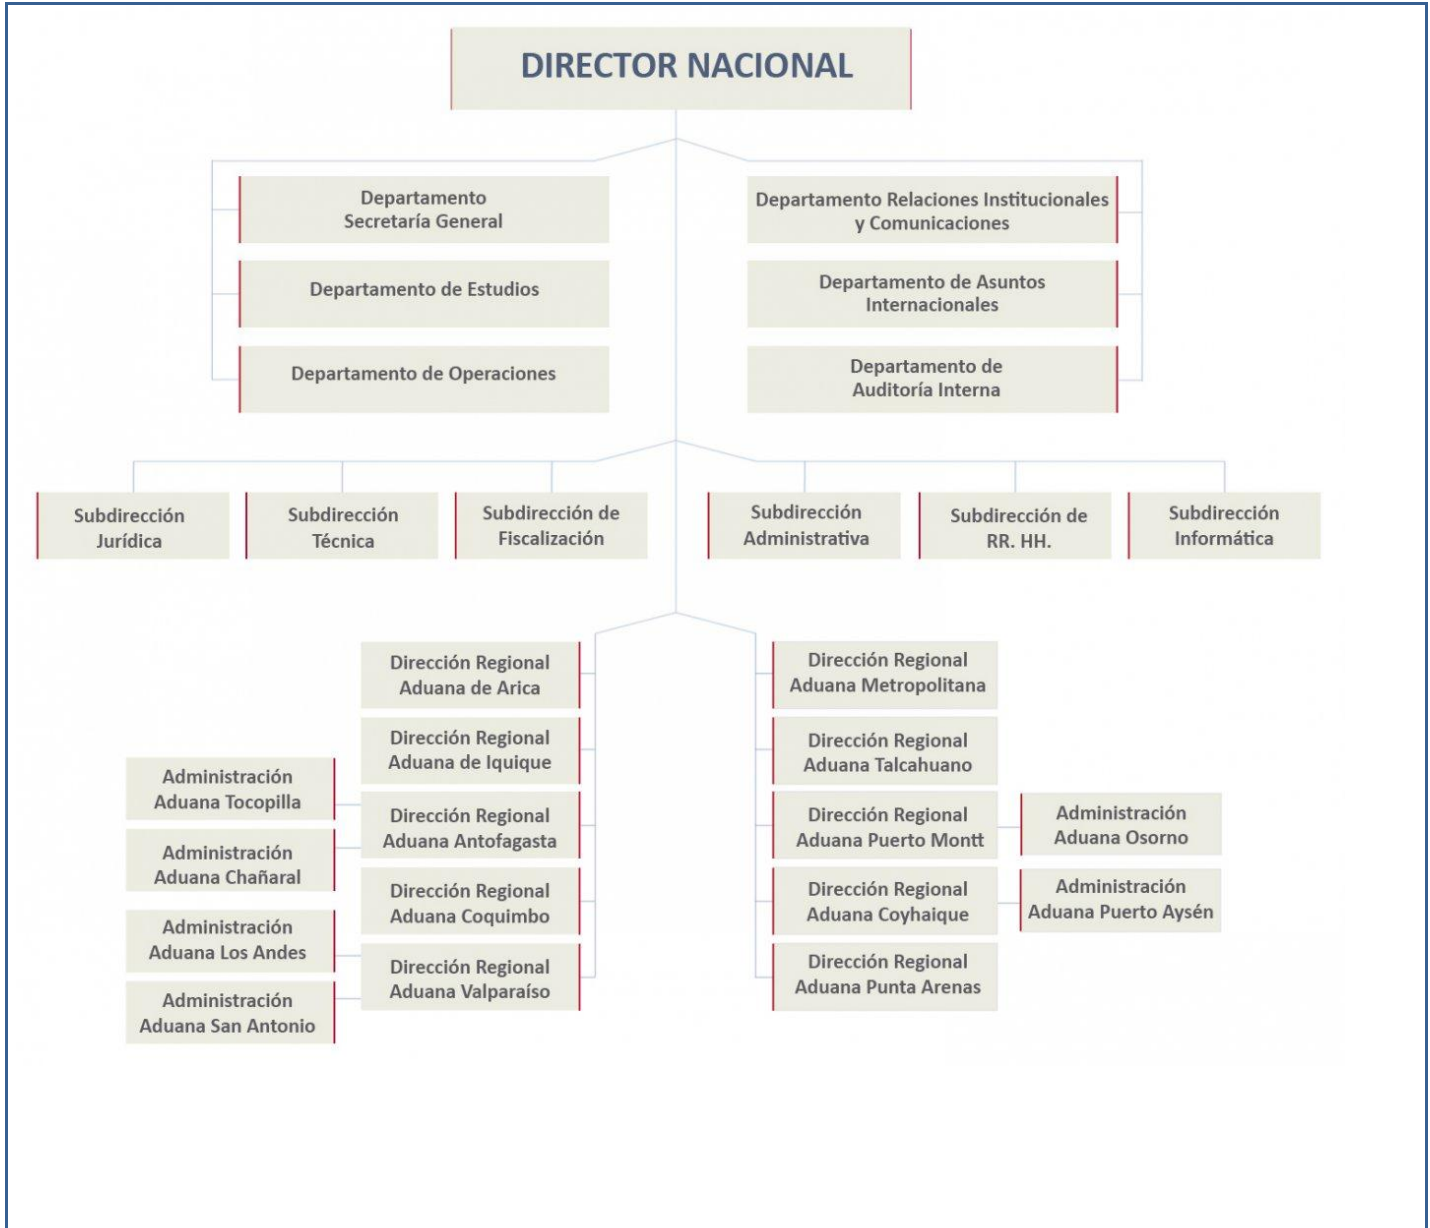 DIRECTOR NACIONAL
Departamento
Secretaría General
Departamento de Estudios
Departamento de Operaciones
Departamento Relaciones Institucionales
y Comunicaciones
Departamento de Asuntos
Internacionales
Departamento de
Auditoría Interna
Subdirección
Jurídica
Subdirección
Técnica
Subdirección de
Fiscalización
Subdirección
Administrativa
Subdirección de
RR. HH.
Subdirección
Informática
Dirección Regional
Aduana de Arica
Dirección Regional
Aduana de Iquique
Dirección Regional
Aduana Antofagasta
Administración
Aduana Tocopilla
Administración
Aduana Chañaral
Dirección Regional
Aduana Coquimbo
Dirección Regional
Aduana Valparaíso
Administración
Aduana Los Andes
Administración
Aduana San Antonio
Dirección Regional
Aduana Metropolitana
Dirección Regional
Aduana Talcahuano
Dirección Regional
Aduana Puerto Montt
Administración
Aduana Osorno
Dirección Regional
Aduana Coyhaique
Administración
Aduana Puerto Aysén
Dirección Regional
Aduana Punta Arenas